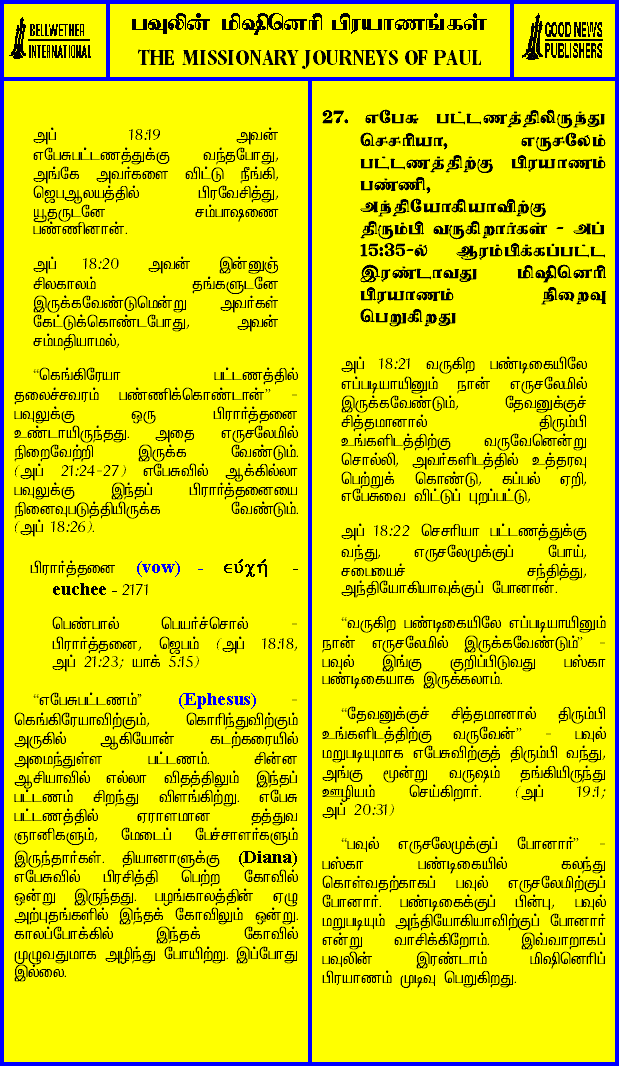 BELLWETHER
INTERNATIONAL
பவுலின் மிஷினெரி பிரயாணங்கள்
THE MISSIONARY JOURNEYS OF PAUL
GOOD NEWS
PUBLISHERS
அப் 18:19 அவன்
எபேசுபட்டணத்துக்கு வந்தபோது,
அங்கே அவர்களை விட்டு நீங்கி,
ஜெபஆலயத்தில் பிரவேசித்து,
யூதருடனே சம்பாஷணை
பண்ணினான்.
அப் 18:20 அவன் இன்னுஞ்
சிலகாலம் தங்களுடனே
இருக்கவேண்டுமென்று அவர்கள்
கேட்டுக்கொண்டபோது, அவன்
சம்மதியாமல்,
“கெங்கிரேயா பட்டணத்தில்
தலைச்சவரம் பண்ணிக்கொண்டான்” -
பவுலுக்கு ஒரு பிரார்த்தனை
உண்டாயிருந்தது. அதை எருசலேமில்
நிறைவேற்றி இருக்க வேண்டும்.
(அப் 21:24-27) எபேசுவில் ஆக்கில்லா
பவுலுக்கு இந்தப் பிரார்த்தனையை
நினைவுபடுத்தியிருக்க வேண்டும்.
(அப் 18:26).
பிரார்த்தனை (vow) - εύχή -
euchee - 2171
பெண்பால் பெயர்ச்சொல் -
பிரார்த்தனை, ஜெபம் (அப் 18:18,
அப் 21:23; யாக் 5:15)
“எபேசுபட்டணம்” (Ephesus) -
கெங்கிரேயாவிற்கும், கொரிந்துவிற்கும்
அருகில் ஆகியோன் கடற்கரையில்
அமைந்துள்ள பட்டணம். சின்ன
ஆசியாவில் எல்லா விதத்திலும் இந்தப்
பட்டணம் சிறந்து விளங்கிற்று. எபேசு
பட்டணத்தில் ஏராளமான தத்துவ
ஞானிகளும், மேடைப் பேச்சாளர்களும்
இருந்தார்கள். தியானாளுக்கு (Diana)
எபேசுவில் பிரசித்தி பெற்ற கோவில்
ஒன்று இருந்தது. பழங்காலத்தின் ஏழு
அற்புதங்களில் இந்தக் கோவிலும் ஒன்று.
காலப்போக்கில் இந்தக் கோவில்
முழுவதுமாக அழிந்து போயிற்று. இப்போது
இல்லை.
27. எபேசு பட்டணத்திலிருந்து
செசரியா, எருசலேம்
பட்டணத்திற்கு பிரயாணம்
பண்ணி,
அந்தியோகியாவிற்கு
திரும்பி வருகிறார்கள் - அப்
15:35-ல் ஆரம்பிக்கப்பட்ட
இரண்டாவது மிஷினெரி
பிரயாணம் நிறைவு
பெறுகிறது
அப் 18:21 வருகிற பண்டிகையிலே
எப்படியாயினும் நான் எருசலேமில்
இருக்கவேண்டும், தேவனுக்குச்
சித்தமானால் திரும்பி
உங்களிடத்திற்கு வருவேனென்று
சொல்லி, அவர்களிடத்தில் உத்தரவு
பெற்றுக் கொண்டு, கப்பல் ஏறி,
எபேசுவை விட்டுப் புறப்பட்டு,
அப் 18:22 செசரியா பட்டணத்துக்கு
வந்து, எருசலேமுக்குப் போய்,
சபையைச் சந்தித்து,
அந்தியோகியாவுக்குப் போனான்.
“வருகிற பண்டிகையிலே எப்படியாயினும்
நான் எருசலேமில் இருக்கவேண்டும்” -
பவுல் இங்கு குறிப்பிடுவது பஸ்கா
பண்டிகையாக இருக்கலாம்.
“தேவனுக்குச் சித்தமானால் திரும்பி
உங்களிடத்திற்கு வருவேன்” - பவுல்
மறுபடியுமாக எபேசுவிற்குத் திரும்பி வந்து,
அங்கு மூன்று வருஷம் தங்கியிருந்து
ஊழியம் செய்கிறார். (அப் 19:1;
அப் 20:31)
“பவுல் எருசலேமுக்குப் போனார்” -
பஸ்கா பண்டிகையில் கலந்து
கொள்வதற்காகப் பவுல் எருசலேமிற்குப்
போனார். பண்டிகைக்குப் பின்பு, பவுல்
மறுபடியும் அந்தியோகியாவிற்குப் போனார்
என்று வாசிக்கிறோம். இவ்வாறாகப்
பவுலின் இரண்டாம் மிஷினெரிப்
பிரயாணம் முடிவு பெறுகிறது.